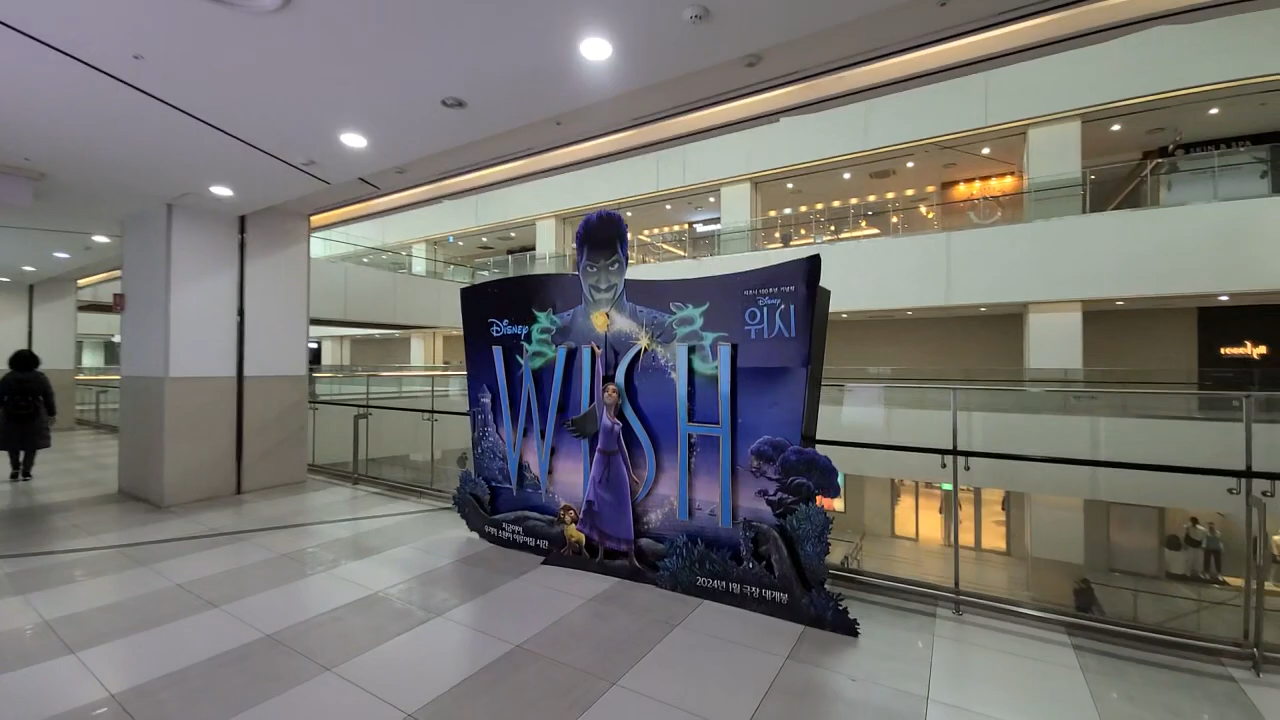 Disney
WISH
디즈니 100주년 기념작
Disney
위시
지금이야,
우리의 소원이 이루어질 시간
2024년 1월 극장 대개봉
SKIN & SPA